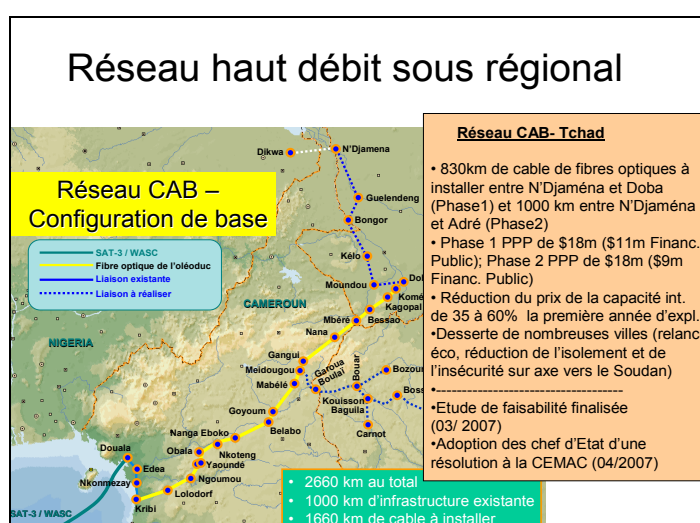 Réseau haut débit sous régional
Réseau CAB –
Configuration de base
SAT-3 / WASC
Fibre optique de l'oléoduc
Liaison existante
Liaison à réaliser
Dikwa
N'Djamena
Guelendeng
Bongor
Kélo
Moundou
Komé
Kagopal
Bessao
Mbéré
Nana
CAMEROUN
NIGERIA
Gangui
Meidougou
Mabélé
Garoua
Boulaï
Bouar
Kouisson
Baguila
Carnot
Goyoum
Belabo
Nanga Eboko
Nkoteng
Obala
Yaoundé
Ngoumou
Lolodorf
Douala
Edea
Nkonmezay
Kribi
SAT-3 / WASC
• 2660 km au total
• 1000 km d'infrastructure existante
• 1660 km de cable à installer
Réseau CAB- Tchad
• 830km de cable de fibres optiques à
installer entre N'Djaména et Doba
(Phase1) et 1000 km entre N'Djaména
et Adré (Phase2)
• Phase 1 PPP de $18m ($11m Financ.
Public); Phase 2 PPP de $18m ($9m
Financ. Public)
• Réduction du prix de la capacité int.
de 35 à 60% la première année d'expl.
•Desserte de nombreuses villes (relanc
éco, réduction de l'isolement et de
l'insécurité sur axe vers le Soudan)
•----------------------------------
•Etude de faisabilité finalisée
(03/ 2007)
•Adoption des chef d'Etat d'une
résolution à la CEMAC (04/2007)